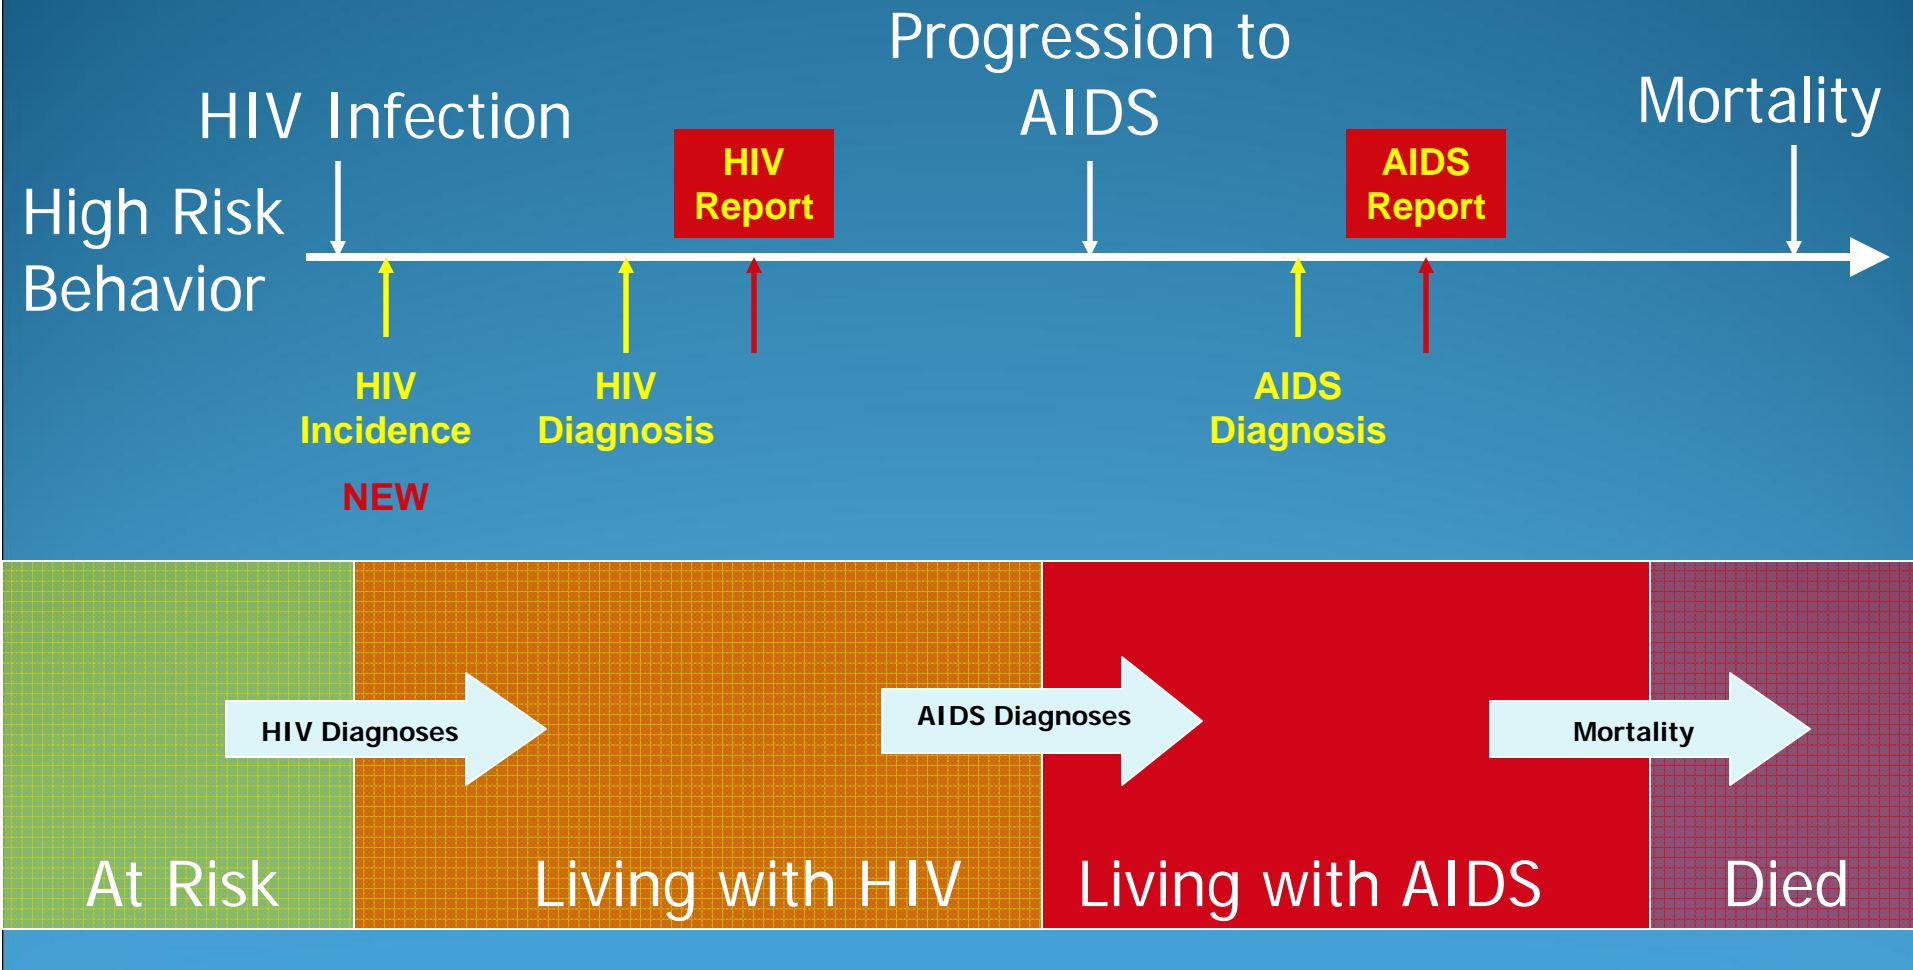 Progression to
AIDS
HIV Infection
Mortality
HIV
Report
AIDS
Report
High Risk
Behavior
HIV
Incidence
NEW
HIV
Diagnosis
AIDS
Diagnosis
HIV Diagnoses
AIDS Diagnoses
Mortality
At Risk
Living with HIV
Living with AIDS
Died